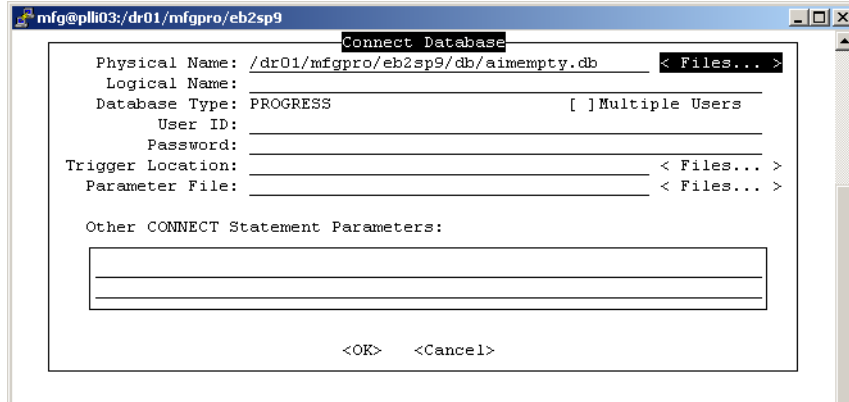 mfg@plli03:/dr01/mfgpro/eb2sp9
Connect Database
Physical Name: /dr01/mfgpro/eb2sp9/db/aimempty.db < Files... >
Logical Name:
Database Type: PROGRESS [ ]Multiple Users
User ID:
Password:
Trigger Location: < Files... >
Parameter File: < Files... >
Other CONNECT Statement Parameters:
<OK> <Cancel>